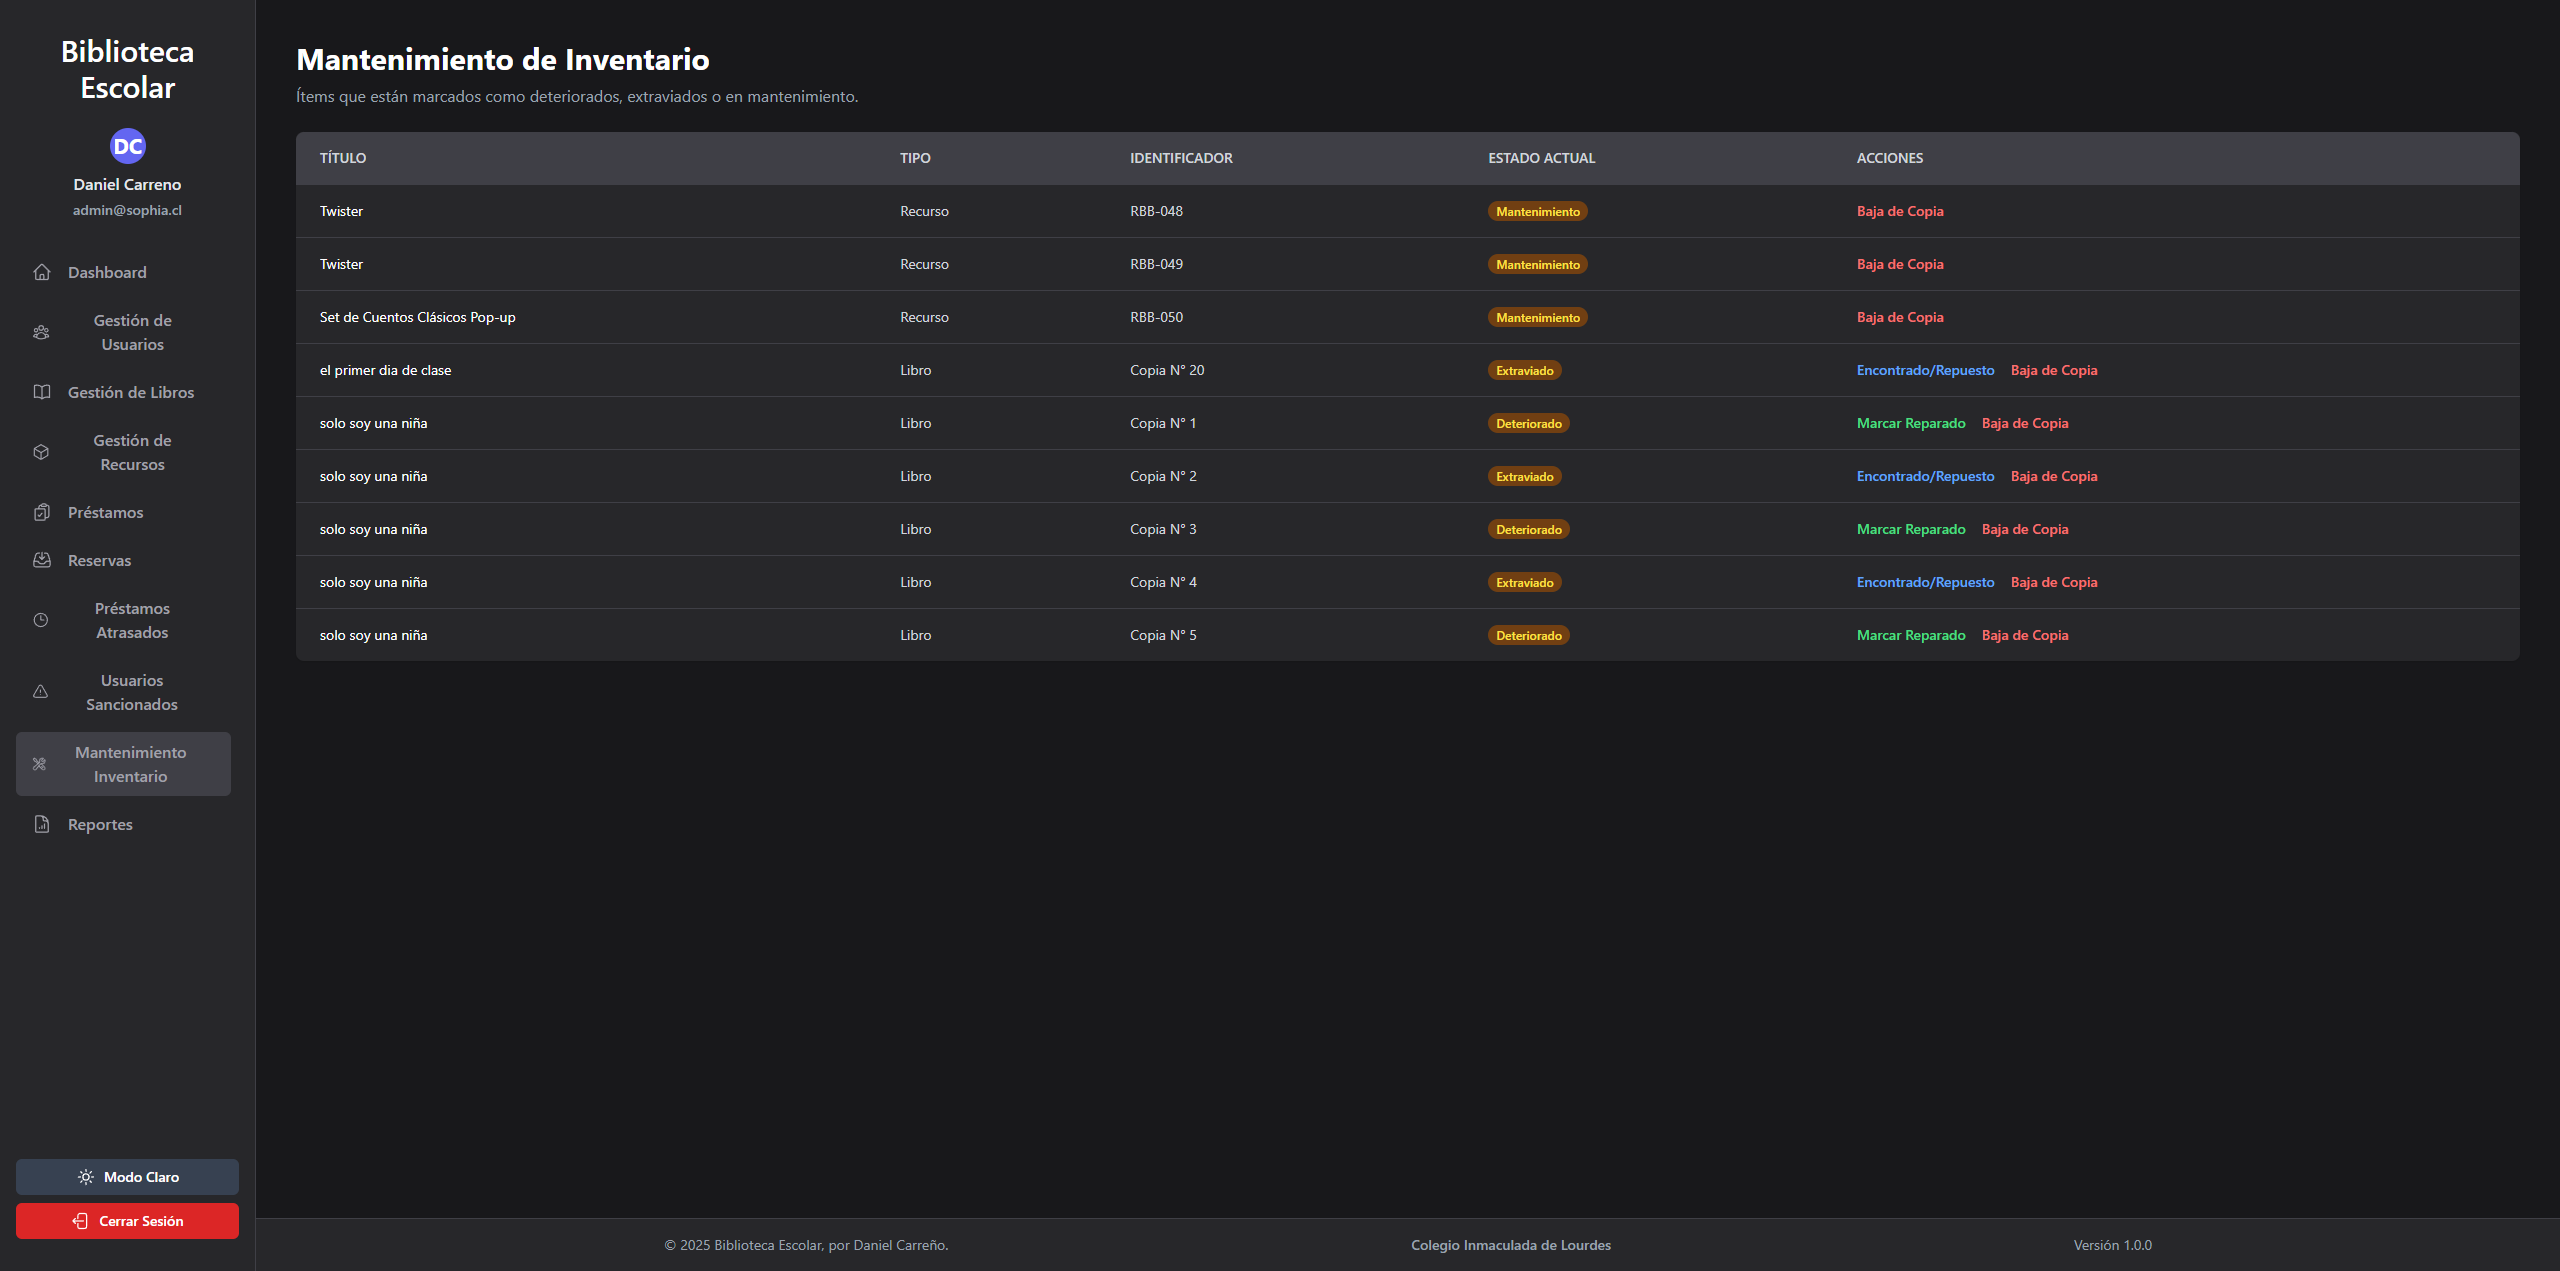 Biblioteca
Escolar
DC
Daniel Carreno
admin@sophia.cl
Dashboard
Gestión de
Usuarios
Gestión de Libros
Gestión de
Recursos
Préstamos
Reservas
Préstamos
Atrasados
Usuarios
Sancionados
Mantenimiento
Inventario
Reportes
Modo Claro
Cerrar Sesión
Mantenimiento de Inventario
Ítems que están marcados como deteriorados, extraviados o en mantenimiento.
TÍTULO TIPO IDENTIFICADOR ESTADO ACTUAL ACCIONES
Twister Recurso RBB-048 Mantenimiento Baja de Copia
Twister Recurso RBB-049 Mantenimiento Baja de Copia
Set de Cuentos Clásicos Pop-up Recurso RBB-050 Mantenimiento Baja de Copia
el primer dia de clase Libro Copia N° 20 Extraviado Encontrado/Repuesto Baja de Copia
solo soy una niña Libro Copia N° 1 Deteriorado Marcar Reparado Baja de Copia
solo soy una niña Libro Copia N° 2 Extraviado Encontrado/Repuesto Baja de Copia
solo soy una niña Libro Copia N° 3 Deteriorado Marcar Reparado Baja de Copia
solo soy una niña Libro Copia N° 4 Extraviado Encontrado/Repuesto Baja de Copia
solo soy una niña Libro Copia N° 5 Deteriorado Marcar Reparado Baja de Copia
© 2025 Biblioteca Escolar, por Daniel Carreño. Colegio Inmaculada de Lourdes Versión 1.0.0